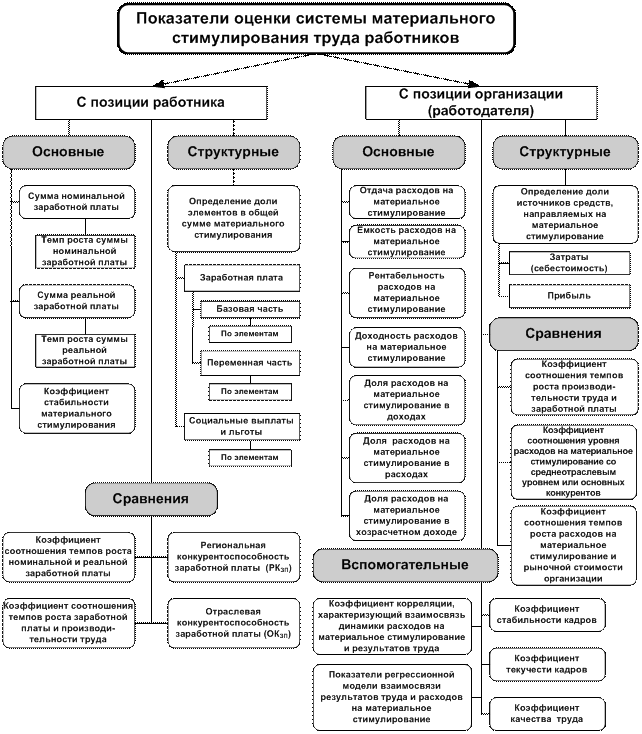 Показатели оценки системы материального
стимулирования труда работников
С позиции работника
Основные
Сумма номинальной
заработной платы
Темп роста суммы
номинальной
заработной платы
Сумма реальной
заработной платы
Темп роста суммы
реальной
заработной платы
Коэффициент
стабильности
материального
стимулирования
Структурные
Определение доли
элементов в общей
сумме материального
стимулирования
Заработная плата
Базовая часть
По элементам
Переменная часть
По элементам
Социальные выплаты
и льготы
По элементам
Сравнения
Коэффициент
соотношения темпов роста
номинальной и реальной
заработной платы
Региональная
конкурентоспособность
заработной платы (РКзп)
Коэффициент соотношения
темпов роста заработной
платы и производи-
тельности труда
Отраслевая
конкурентоспособность
заработной платы (ОКзп)
С позиции организации
(работодателя)
Основные
Отдача расходов на
материальное
стимулирование
Емкость расходов на
материальное
стимулирование
Рентабельность
расходов на
материальное
стимулирование
Доходность расходов
на материальное
стимулирование
Доля расходов на
материальное
стимулирование в
доходах
Доля расходов на
материальное
стимулирование в
расходах
Доля расходов на
материальное
стимулирование в
хозрасчетном доходе
Структурные
Определение доли
источников средств,
направляемых на
материальное
стимулирование
Затраты
(себестоимость)
Прибыль
Сравнения
Коэффициент
соотношения темпов
роста производи-
тельности труда и
заработной платы
Коэффициент
соотношения уровня
расходов на материальное
стимулирование со
среднеотраслевым
уровнем или основных
конкурентов
Коэффициент
соотношения темпов
роста расходов на
материальное
стимулирование и
рыночной стоимости
организации
Вспомогательные
Коэффициент корреляции,
характеризующий взаимосвязь
динамики расходов на
материальное стимулирование
и результатов труда
Показатели регрессионной
модели взаимосвязи
результатов труда и расходов
на материальное
стимулирование
Коэффициент
стабильности кадров
Коэффициент
текучести кадров
Коэффициент
качества труда